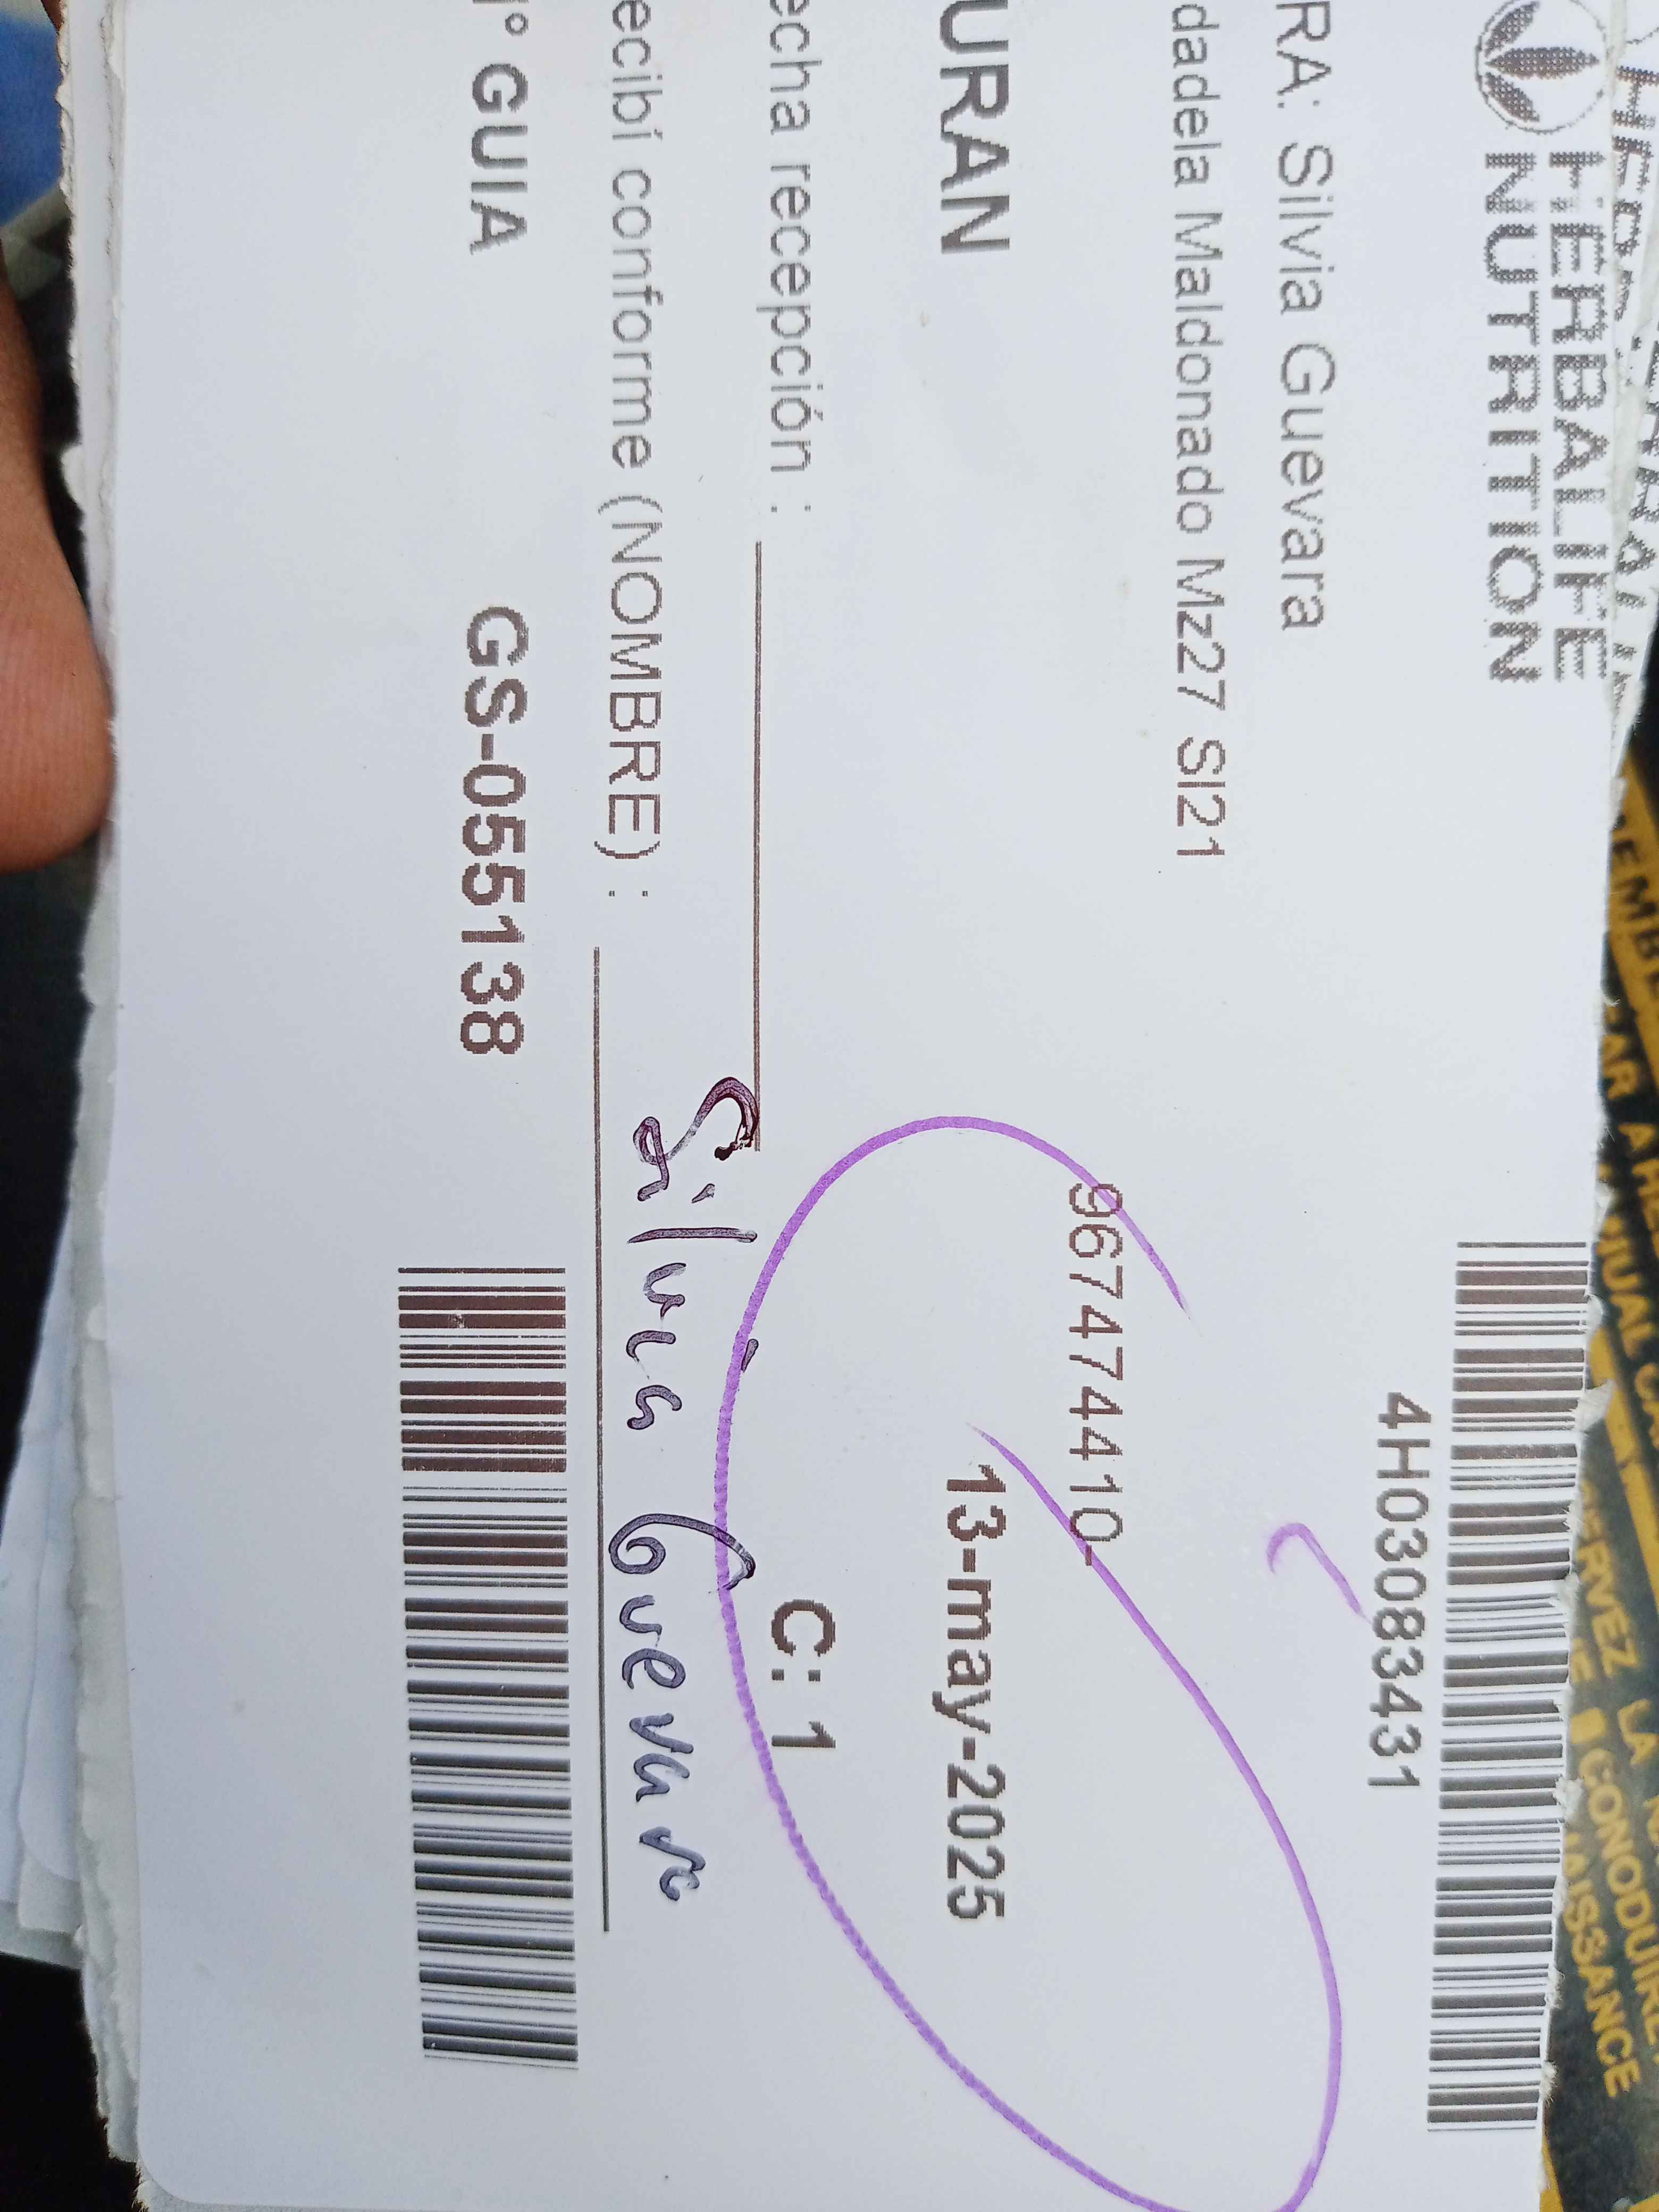 HERBALIFE
NUTRITION
4H03083431
RA: Silvia Guevara
dadela Maldonado Mz27 Sl21
967474410-
URAN
13-may-2025
echa recepción :
C: 1
ecibí conforme (NOMBRE) : Silvia Guevara
N° GUIA GS-055138